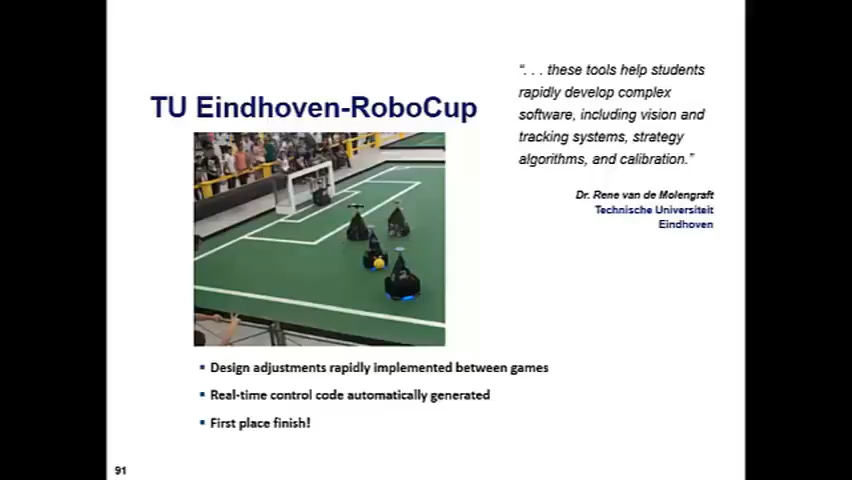 TU Eindhoven-RoboCup
“. . . these tools help students
rapidly develop complex
software, including vision and
tracking systems, strategy
algorithms, and calibration.”
Dr. Rene van de Molengraft
Technische Universiteit
Eindhoven
Design adjustments rapidly implemented between games
Real-time control code automatically generated
First place finish!
91